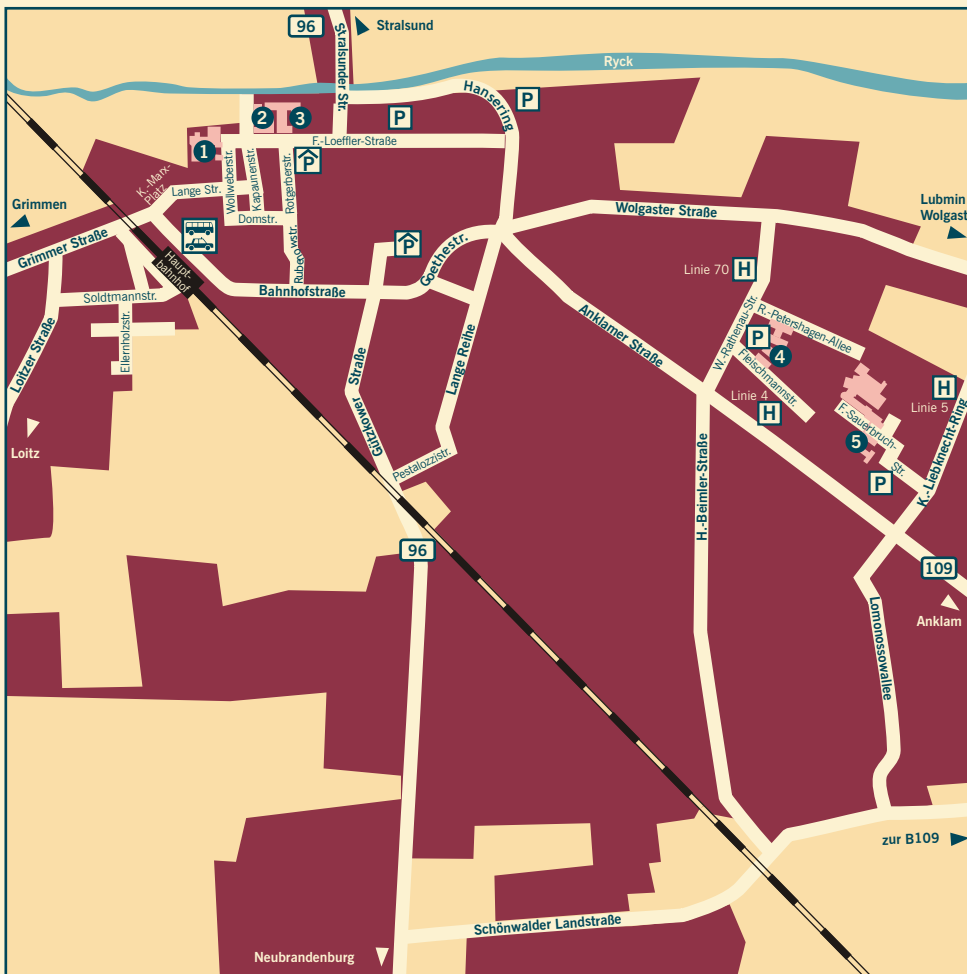 96
Stralsund
Stralsunder Str.
Ryck
Hansering
P
P
2
3
1
F.-Loeffler-Straße
P
K.-Marx-
Platz
Lange Str.
Wollweberstr.
Kapaunenstr.
Rotgerberstr.
Domstr.
Rubenowstr.
Grimmen
Grimmer Straße
Haupt-
bahnhof
P
Goethestr.
Bahnhofstraße
Wolgaster Straße
Lubmin
Wolgast
Linie 70
H
Soldtmannstr.
Ellernholzstr.
Loitzer Straße
Loitz
Gützkower Straße
Lange Reihe
Pestalozzistr.
Anklamer Straße
W.-Rathenau-Str.
R.-Petershagen-Allee
P
4
Fleischmannstr.
Linie 4
H
H
Linie 5
F.-Sauerbruch-
Str.
5
P
K.-Liebknecht-Ring
H.-Beimler-Straße
96
109
Anklam
Lomonossowallee
zur B109
Schönwalder Landstraße
Neubrandenburg